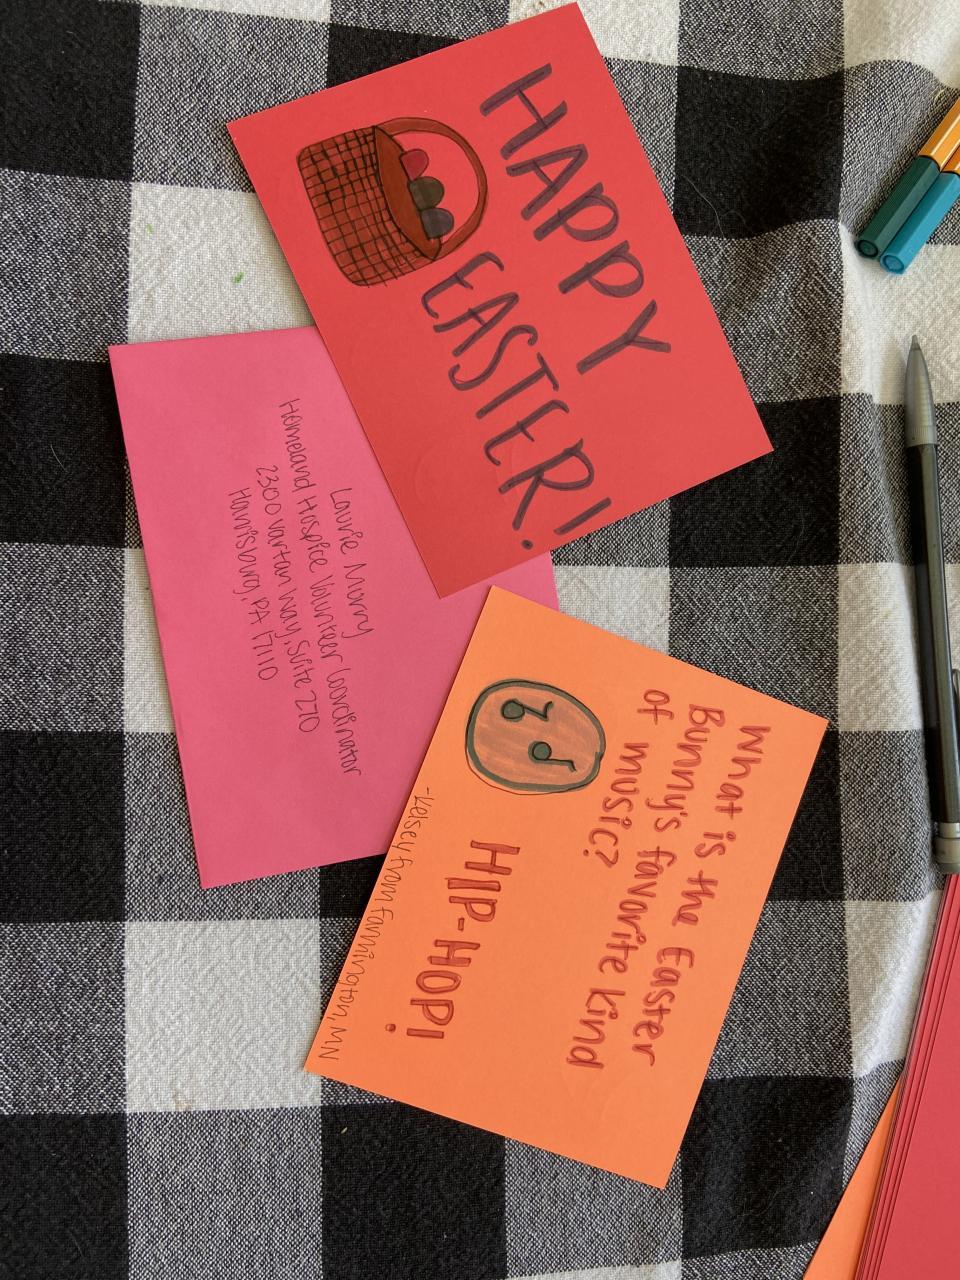 HAPPY
EASTER!
Laurie Murry
Homeland Hospice Volunteer Coordinator
2300 Vartan Way, Suite 270
Harrisburg, PA 17110
What is the Easter
Bunny's favorite kind
of music?
HIP-HOP!
-Kelsey from Farmington, MN